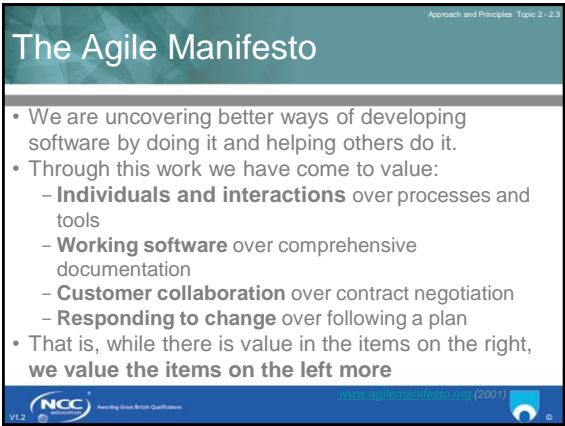 Approach and Principles Topic 2 - 2.3
The Agile Manifesto
• We are uncovering better ways of developing
software by doing it and helping others do it.
• Through this work we have come to value:
– Individuals and interactions over processes and
tools
– Working software over comprehensive
documentation
– Customer collaboration over contract negotiation
– Responding to change over following a plan
• That is, while there is value in the items on the right,
we value the items on the left more
www.agilemanifesto.org (2001)
V1.2
NCC
education
Awarding Great British Qualifications
©